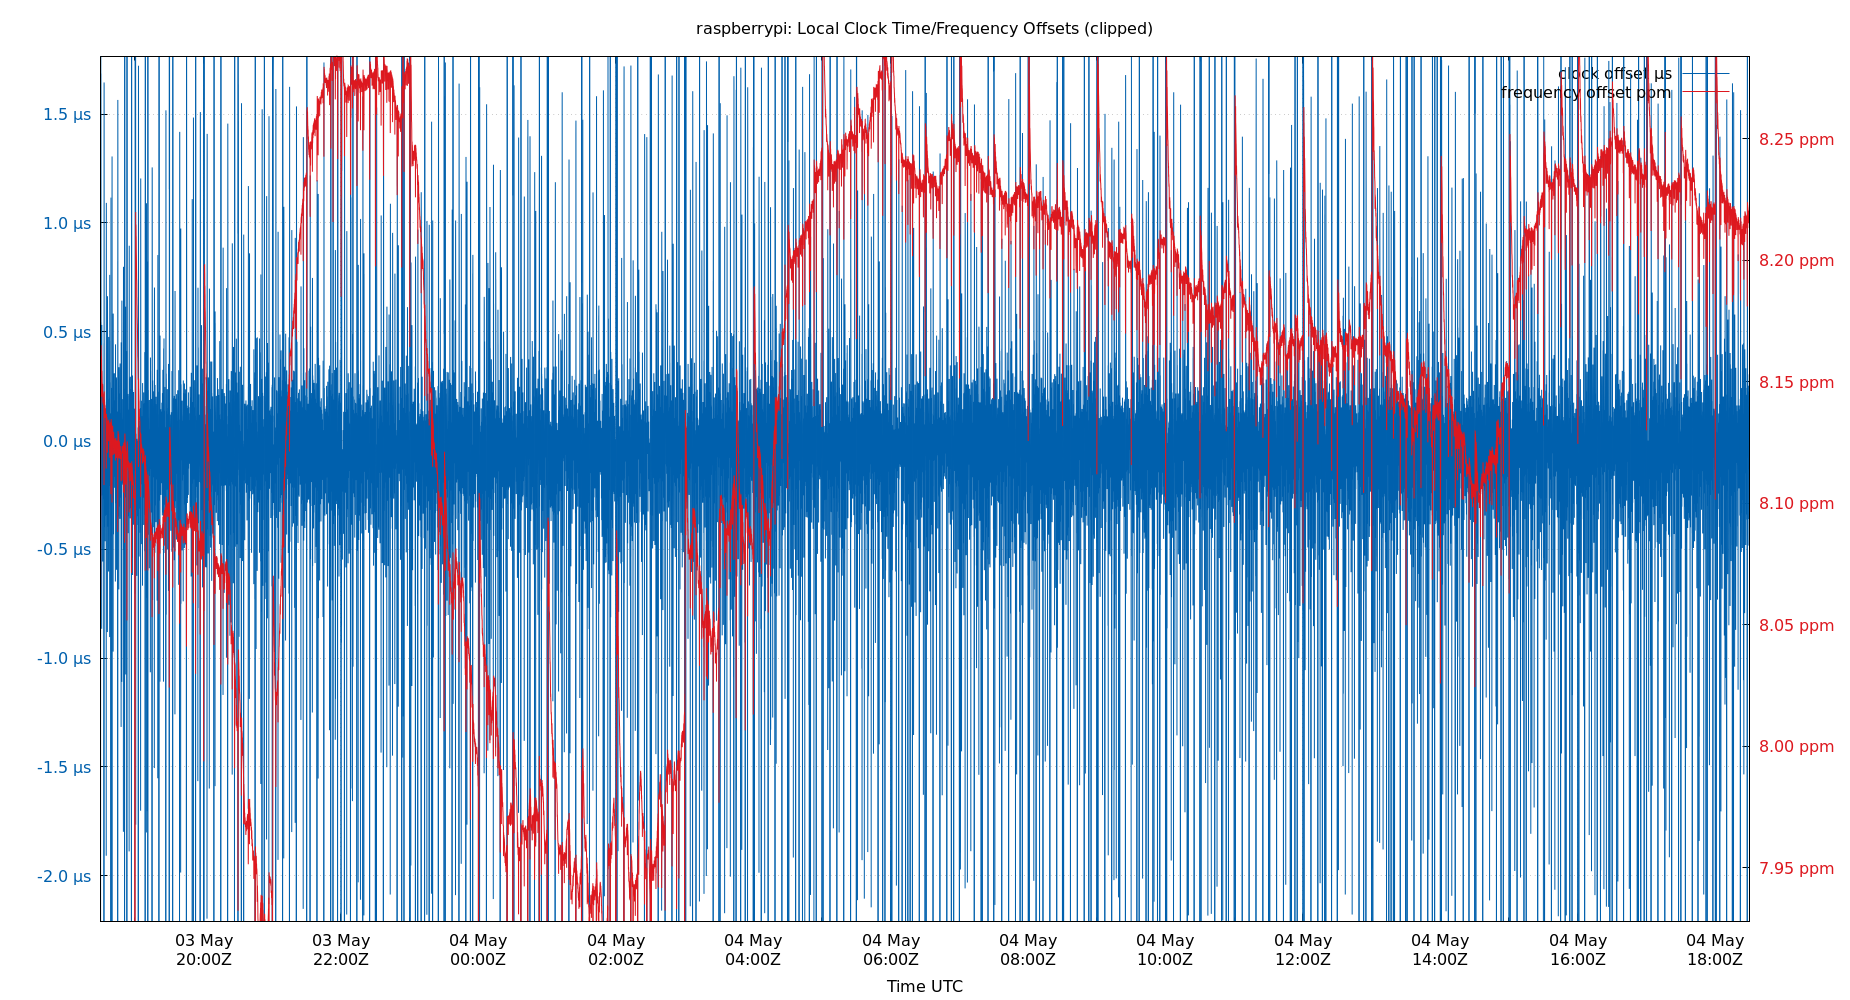 raspberrypi: Local Clock Time/Frequency Offsets (clipped)
clock offset µs
frequency offset ppm
1.5 µs
1.0 µs
0.5 µs
0.0 µs
-0.5 µs
-1.0 µs
-1.5 µs
-2.0 µs
8.25 ppm
8.20 ppm
8.15 ppm
8.10 ppm
8.05 ppm
8.00 ppm
7.95 ppm
03 May
20:00Z
03 May
22:00Z
04 May
00:00Z
04 May
02:00Z
04 May
04:00Z
04 May
06:00Z
04 May
08:00Z
04 May
10:00Z
04 May
12:00Z
04 May
14:00Z
04 May
16:00Z
04 May
18:00Z
Time UTC